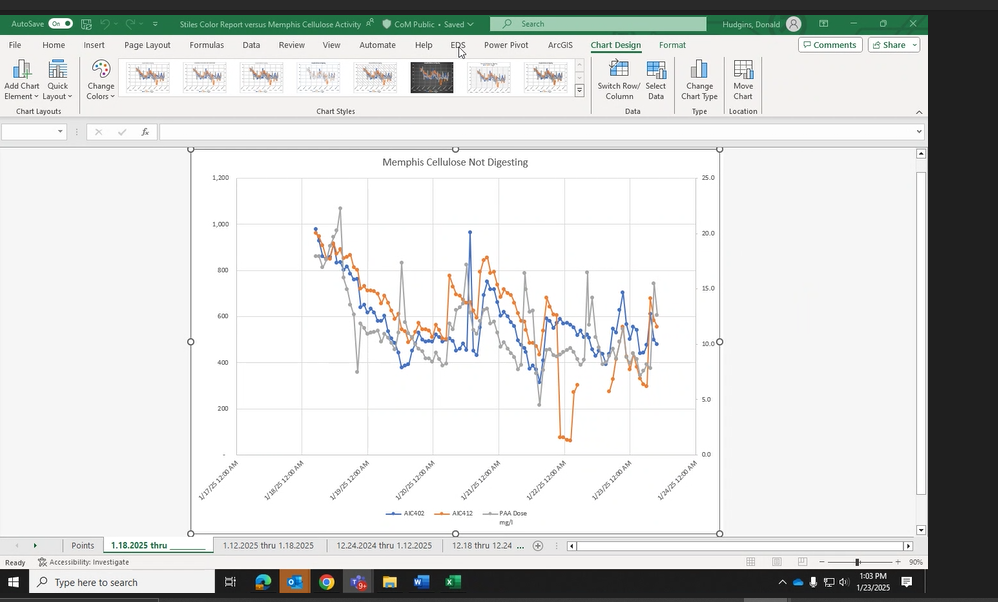 AutoSave On Stiles Color Report versus Memphis Cellulose Activity CoM Public • Saved Search Hudgins, Donald
File Home Insert Page Layout Formulas Data Review View Automate Help EDS Power Pivot ArcGIS Chart Design Format Comments Share
Add Chart Element Quick Layout Change Colors Switch Row/ Column Select Data Change Chart Type Move Chart
Chart Layouts Chart Styles Data Type Location
fx
Memphis Cellulose Not Digesting
1,200 25.0
1,000 20.0
800
15.0
600
10.0
400
5.0
200
- 0.0
1/17/25 12:00 AM 1/18/25 12:00 AM 1/19/25 12:00 AM 1/20/25 12:00 AM 1/21/25 12:00 AM 1/22/25 12:00 AM 1/23/25 12:00 AM 1/24/25 12:00 AM
AIC402 AIC412 PAA Dose
mg/l
Points 1.18.2025 thru ________ 1.12.2025 thru 1.18.2025 12.24.2024 thru 1.12.2025 12.18 thru 12.24 ...
Ready Accessibility: Investigate 90%
Type here to search 9+ 1:03 PM
1/23/2025